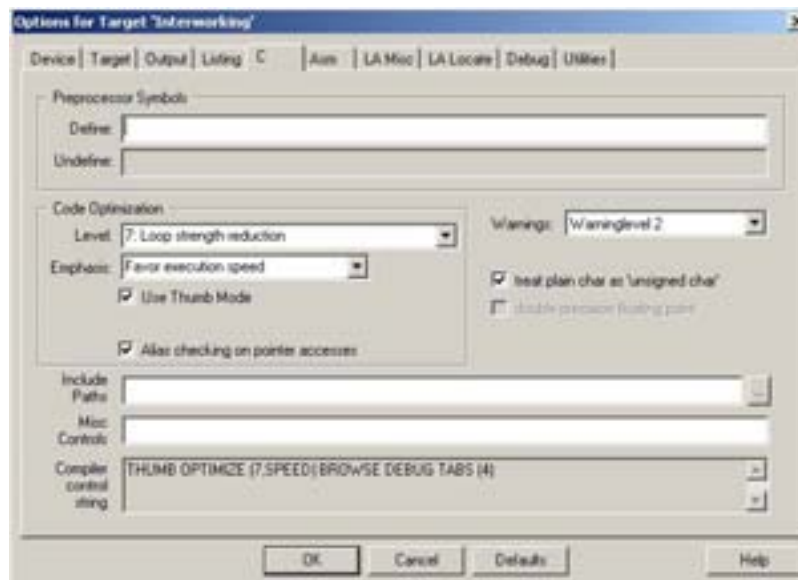 Options for Target 'Interworking'
Device Target Output Listing C Asm LA Misc LA Locate Debug Utilities
Preprocessor Symbols
Define:
Undefine:
Code Optimization
Level: 7: Loop strength reduction
Warnings: Warninglevel 2
Emphasis: Favor execution speed
treat plain char as 'unsigned char'
Use Thumb Mode
double precision floating point
Alias checking on pointer accesses
Include
Paths
...
Misc
Controls
Compiler
control
string
THUMB OPTIMIZE (7,SPEED) BROWSE DEBUG TABS (4)
OK Cancel Defaults Help